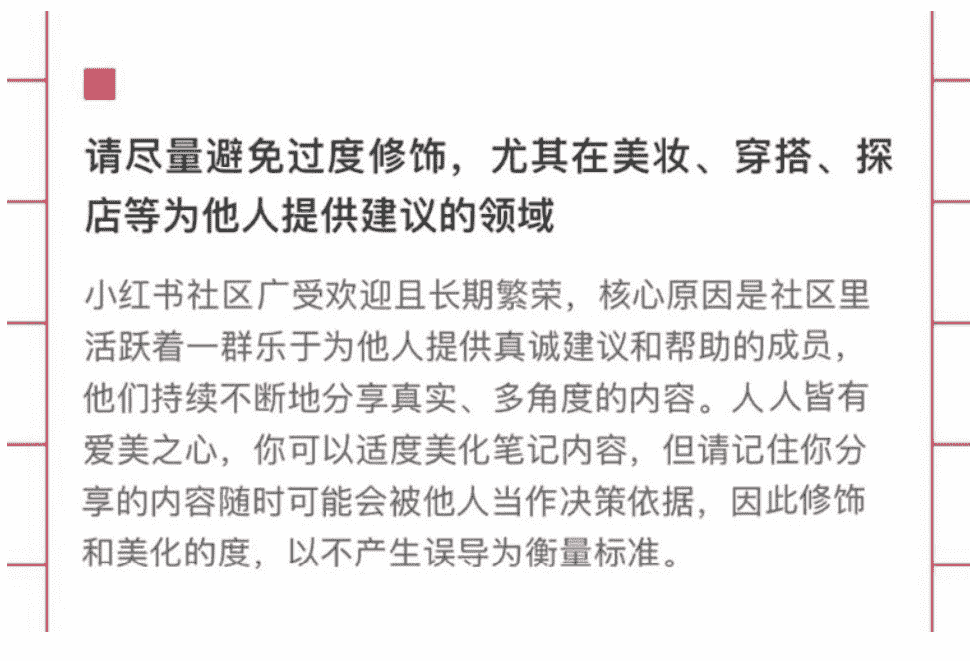 请尽量避免过度修饰，尤其在美妆、穿搭、探
店等为他人提供建议的领域
小红书社区广受欢迎且长期繁荣，核心原因是社区里
活跃着一群乐于为他人提供真诚建议和帮助的成员，
他们持续不断地分享真实、多角度的内容。人人皆有
爱美之心，你可以适度美化笔记内容，但请记住你分
享的内容随时可能会被他人当作决策依据，因此修饰
和美化的度，以不产生误导为衡量标准。